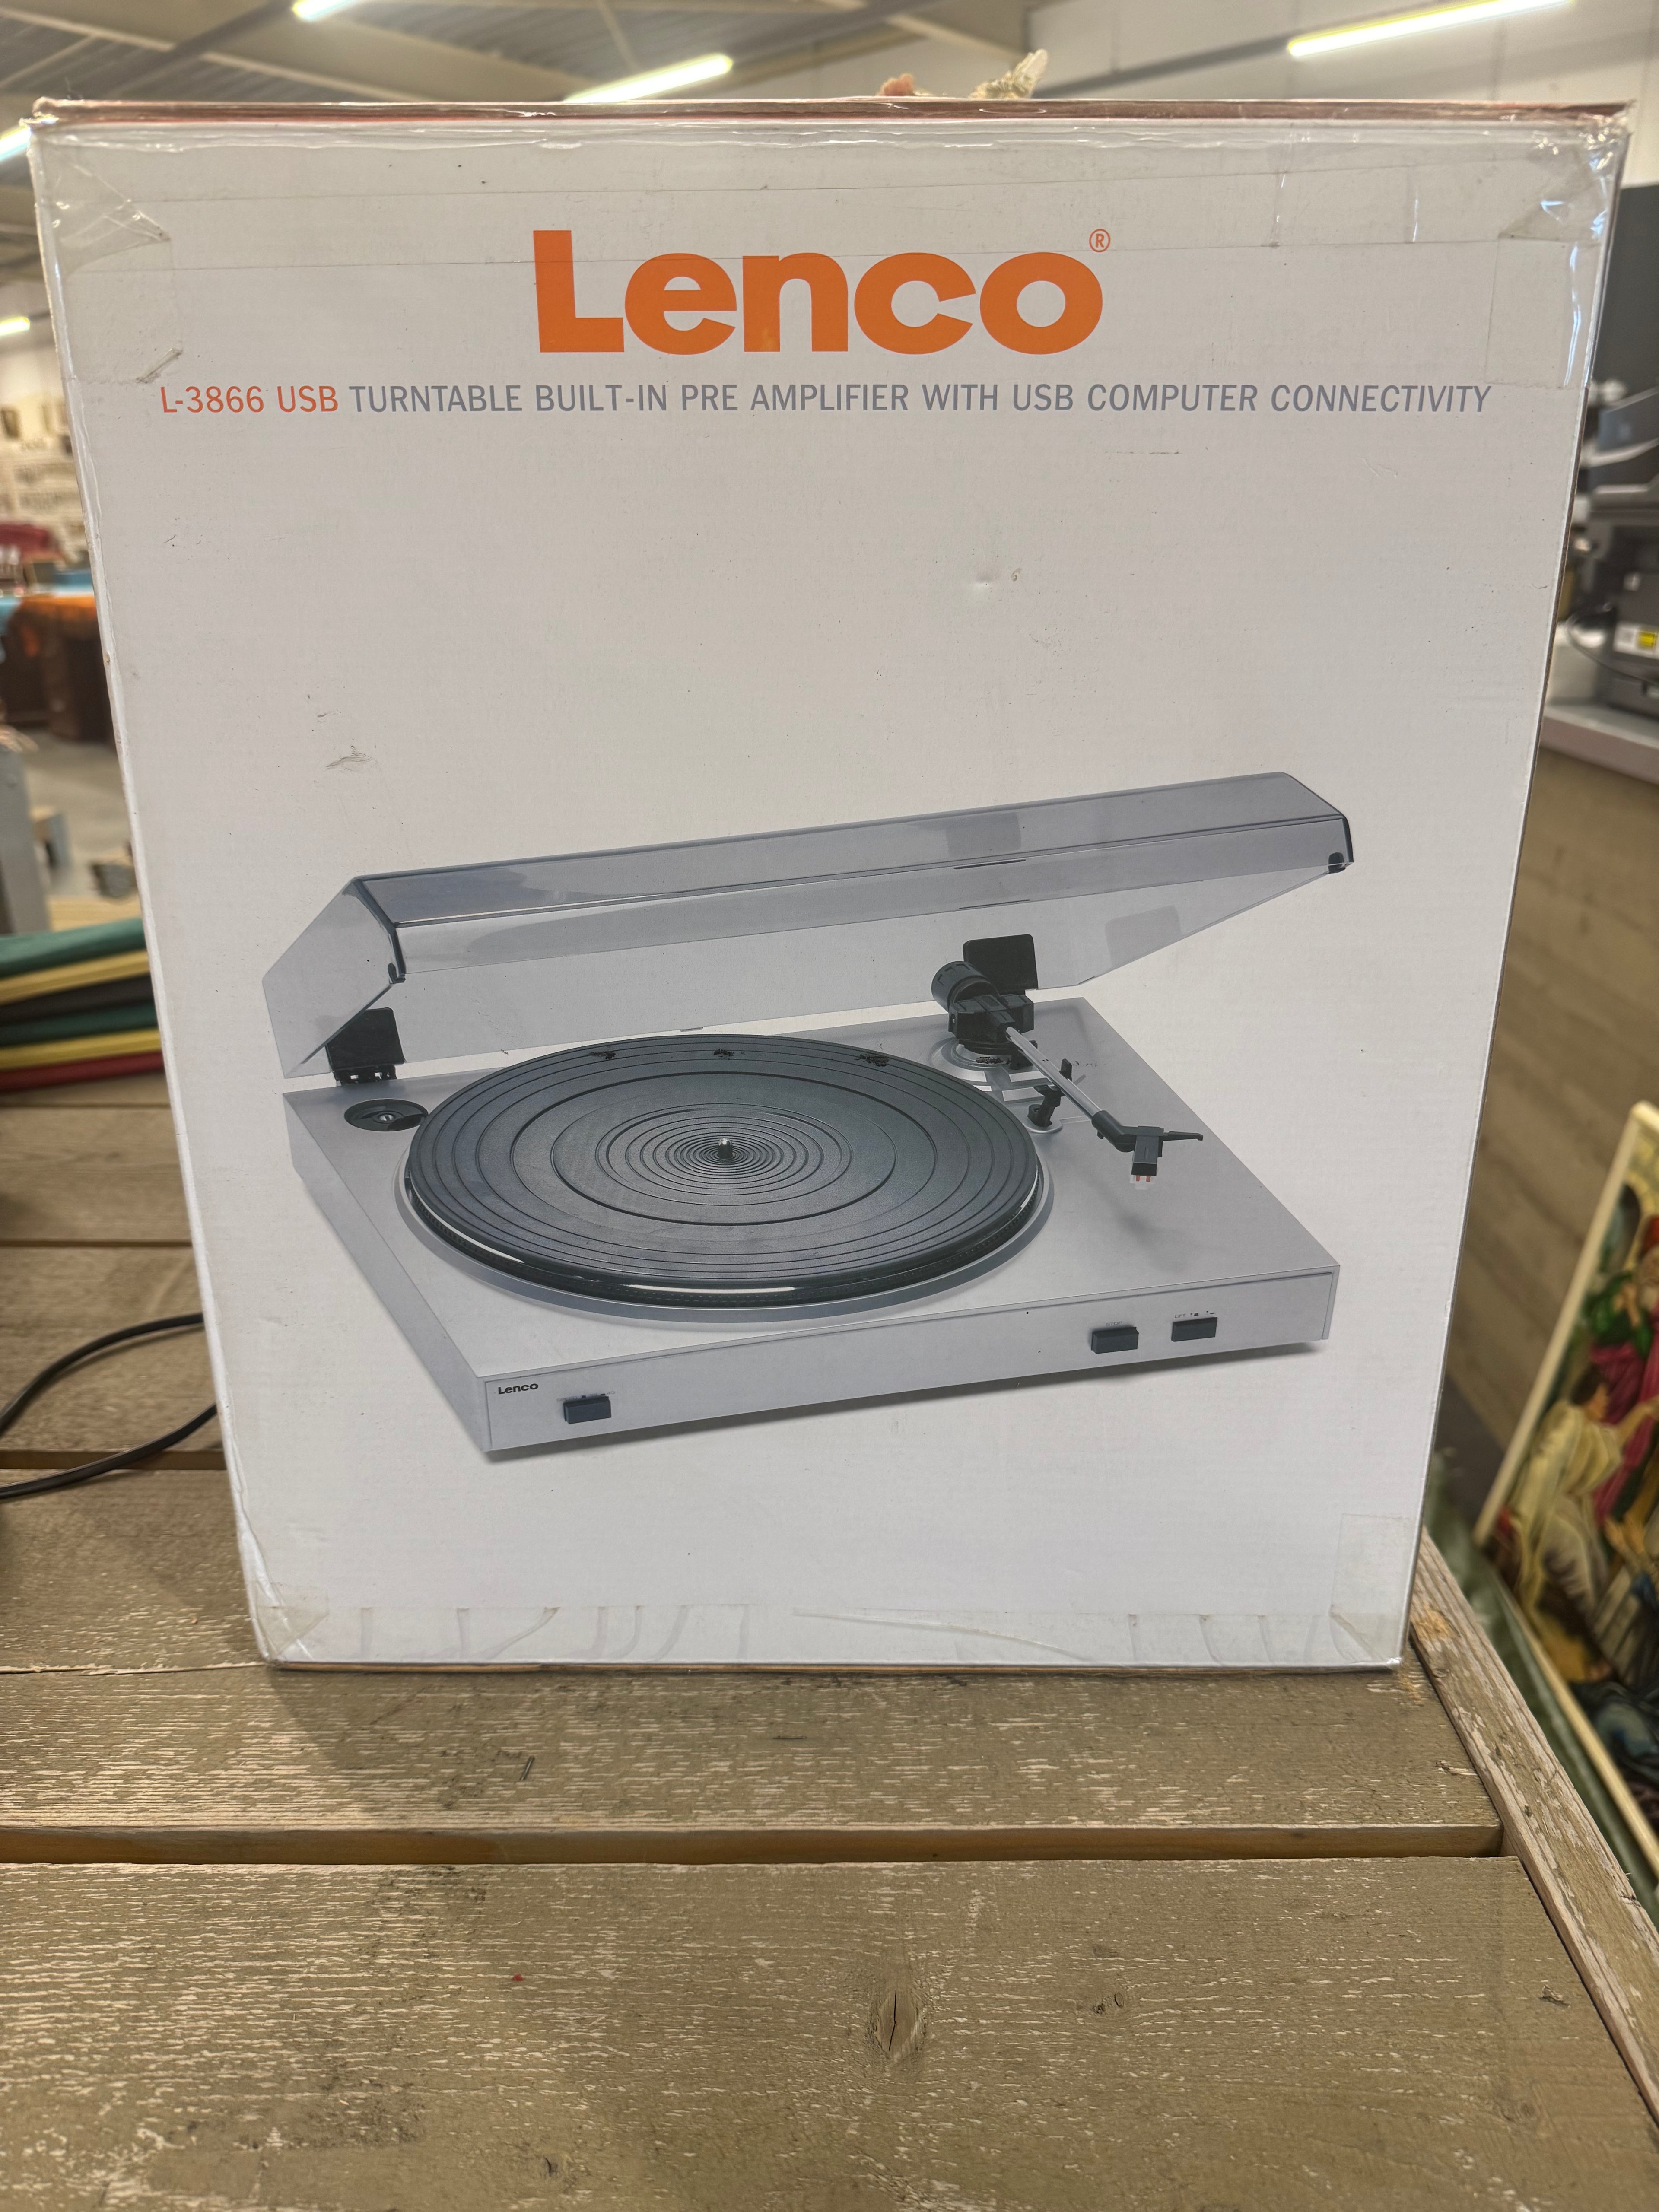 Lenco®
L-3866 USB TURNTABLE BUILT-IN PRE AMPLIFIER WITH USB COMPUTER CONNECTIVITY
Lenco